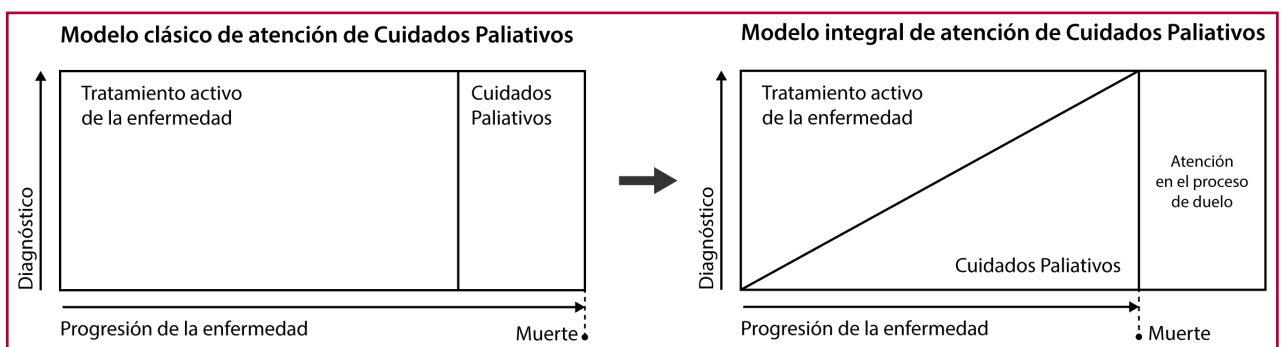 Modelo clásico de atención de Cuidados Paliativos
Tratamiento activo
de la enfermedad
Cuidados
Paliativos
Diagnóstico
Progresión de la enfermedad
Muerte
Modelo integral de atención de Cuidados Paliativos
Tratamiento activo
de la enfermedad
Atención
en el proceso
de duelo
Cuidados Paliativos
Diagnóstico
Progresión de la enfermedad
Muerte